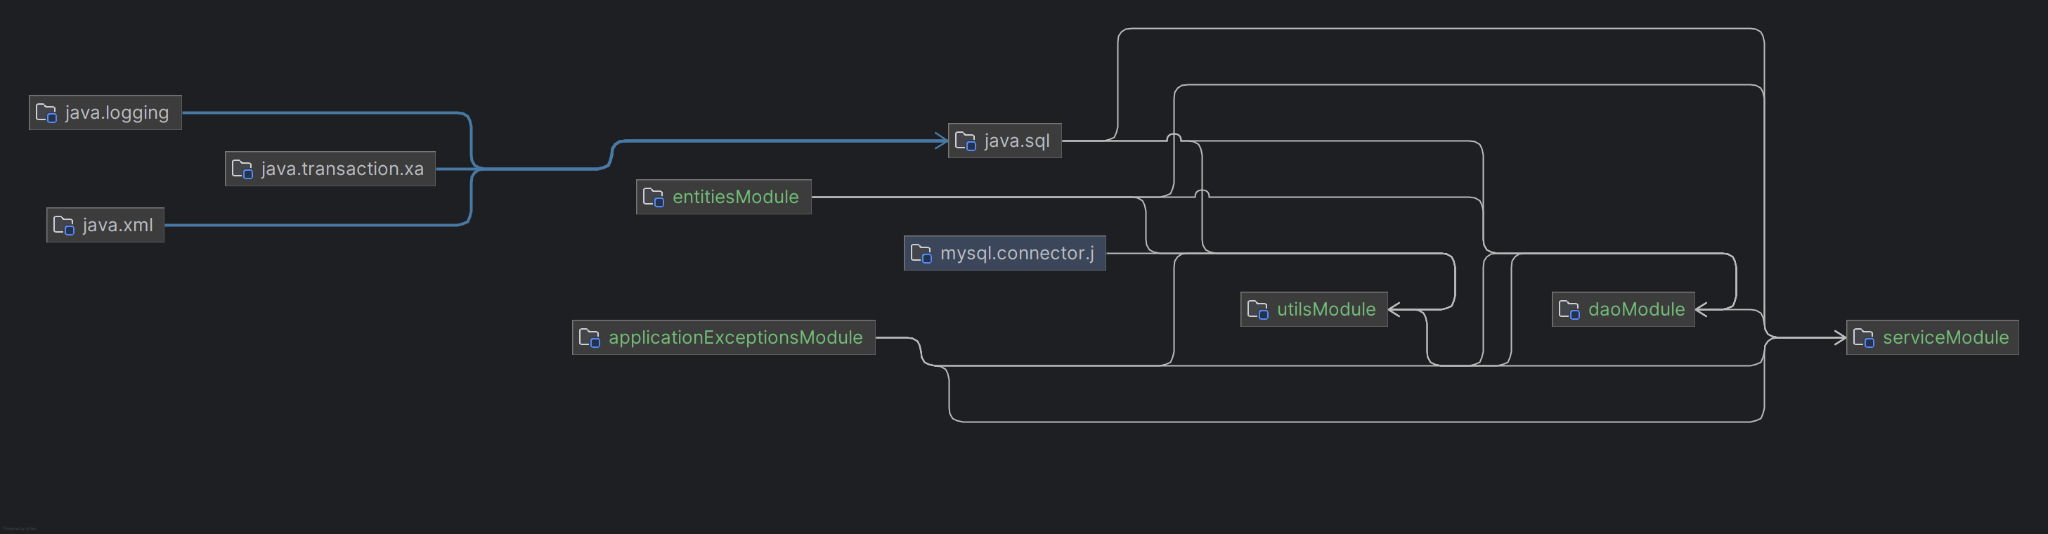 java.logging
java.sql
java.transaction.xa
entitiesModule
java.xml
mysql.connector.j
utilsModule
daoModule
applicationExceptionsModule
serviceModule